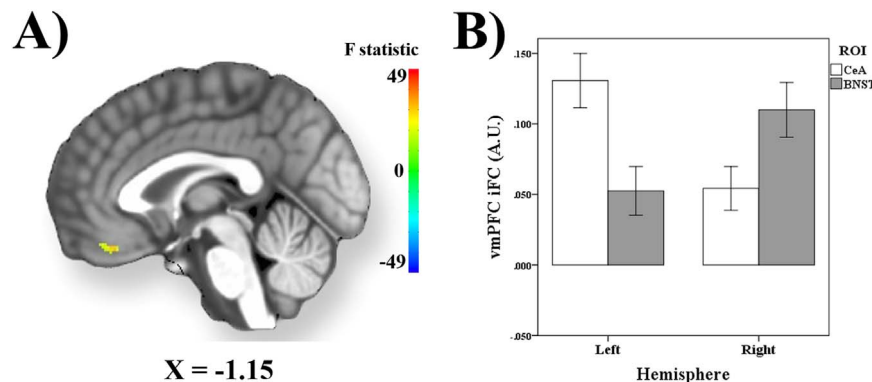 A)
F statistic
49
0
-49
X = -1.15
B)
vmPFC iFC (A.U.)
.150
.100
.050
.000
-.050
Left
Right
Hemisphere
ROI
CeA
BNST